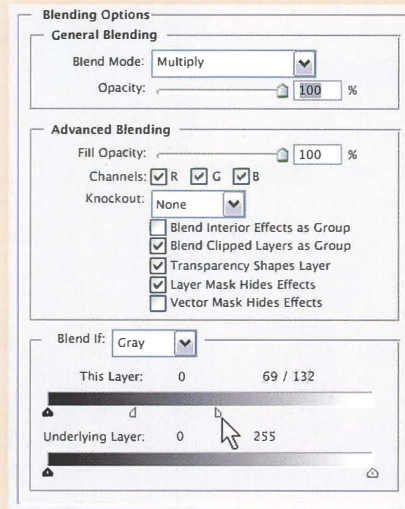 Blending Options
General Blending
Blend Mode: Multiply
Opacity: 100 %
Advanced Blending
Fill Opacity: 100 %
Channels: R G B
Knockout: None
Blend Interior Effects as Group
Blend Clipped Layers as Group
Transparency Shapes Layer
Layer Mask Hides Effects
Vector Mask Hides Effects
Blend If: Gray
This Layer: 0 69 / 132
Underlying Layer: 0 255